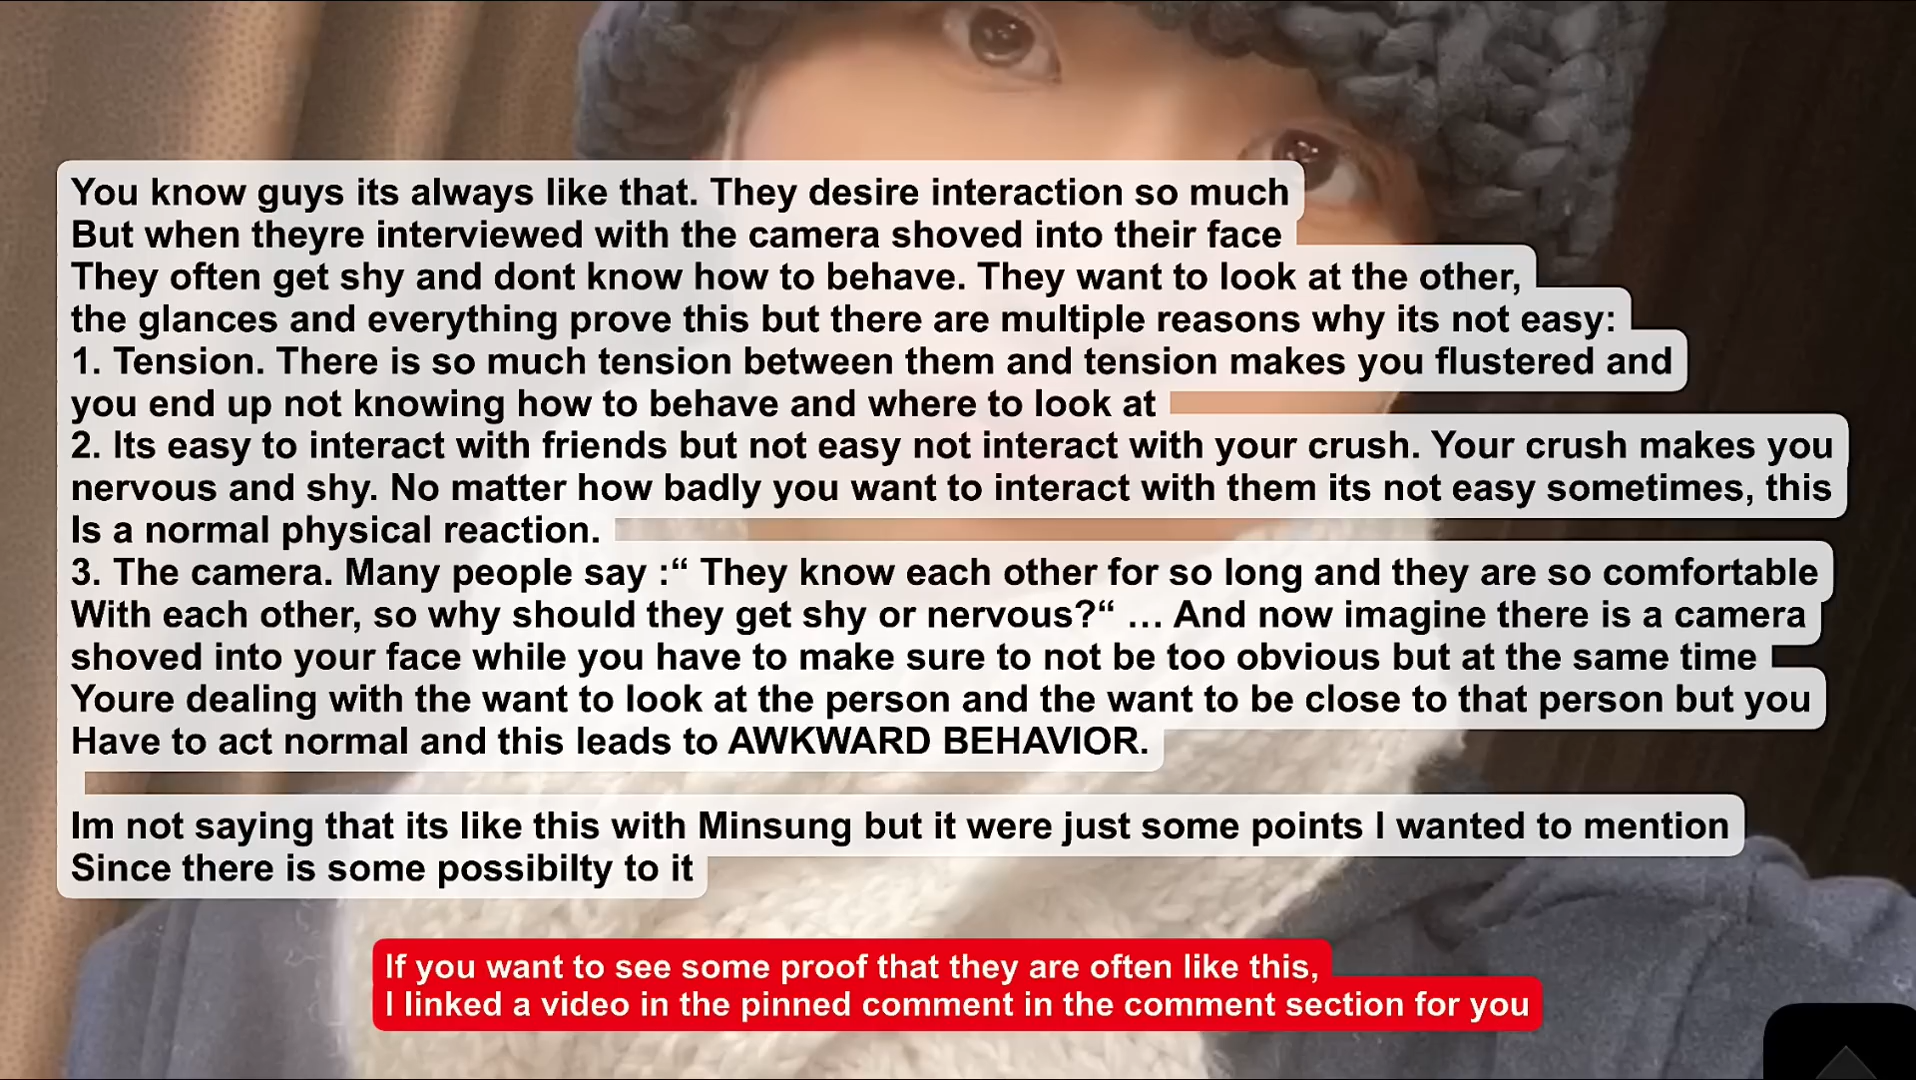 You know guys its always like that. They desire interaction so much
But when theyre interviewed with the camera shoved into their face
They often get shy and dont know how to behave. They want to look at the other,
the glances and everything prove this but there are multiple reasons why its not easy:
1. Tension. There is so much tension between them and tension makes you flustered and
you end up not knowing how to behave and where to look at
2. Its easy to interact with friends but not easy not interact with your crush. Your crush makes you
nervous and shy. No matter how badly you want to interact with them its not easy sometimes, this
Is a normal physical reaction.
3. The camera. Many people say :“ They know each other for so long and they are so comfortable
With each other, so why should they get shy or nervous?“ … And now imagine there is a camera
shoved into your face while you have to make sure to not be too obvious but at the same time
Youre dealing with the want to look at the person and the want to be close to that person but you
Have to act normal and this leads to AWKWARD BEHAVIOR.
Im not saying that its like this with Minsung but it were just some points I wanted to mention
Since there is some possibilty to it
If you want to see some proof that they are often like this,
I linked a video in the pinned comment in the comment section for you